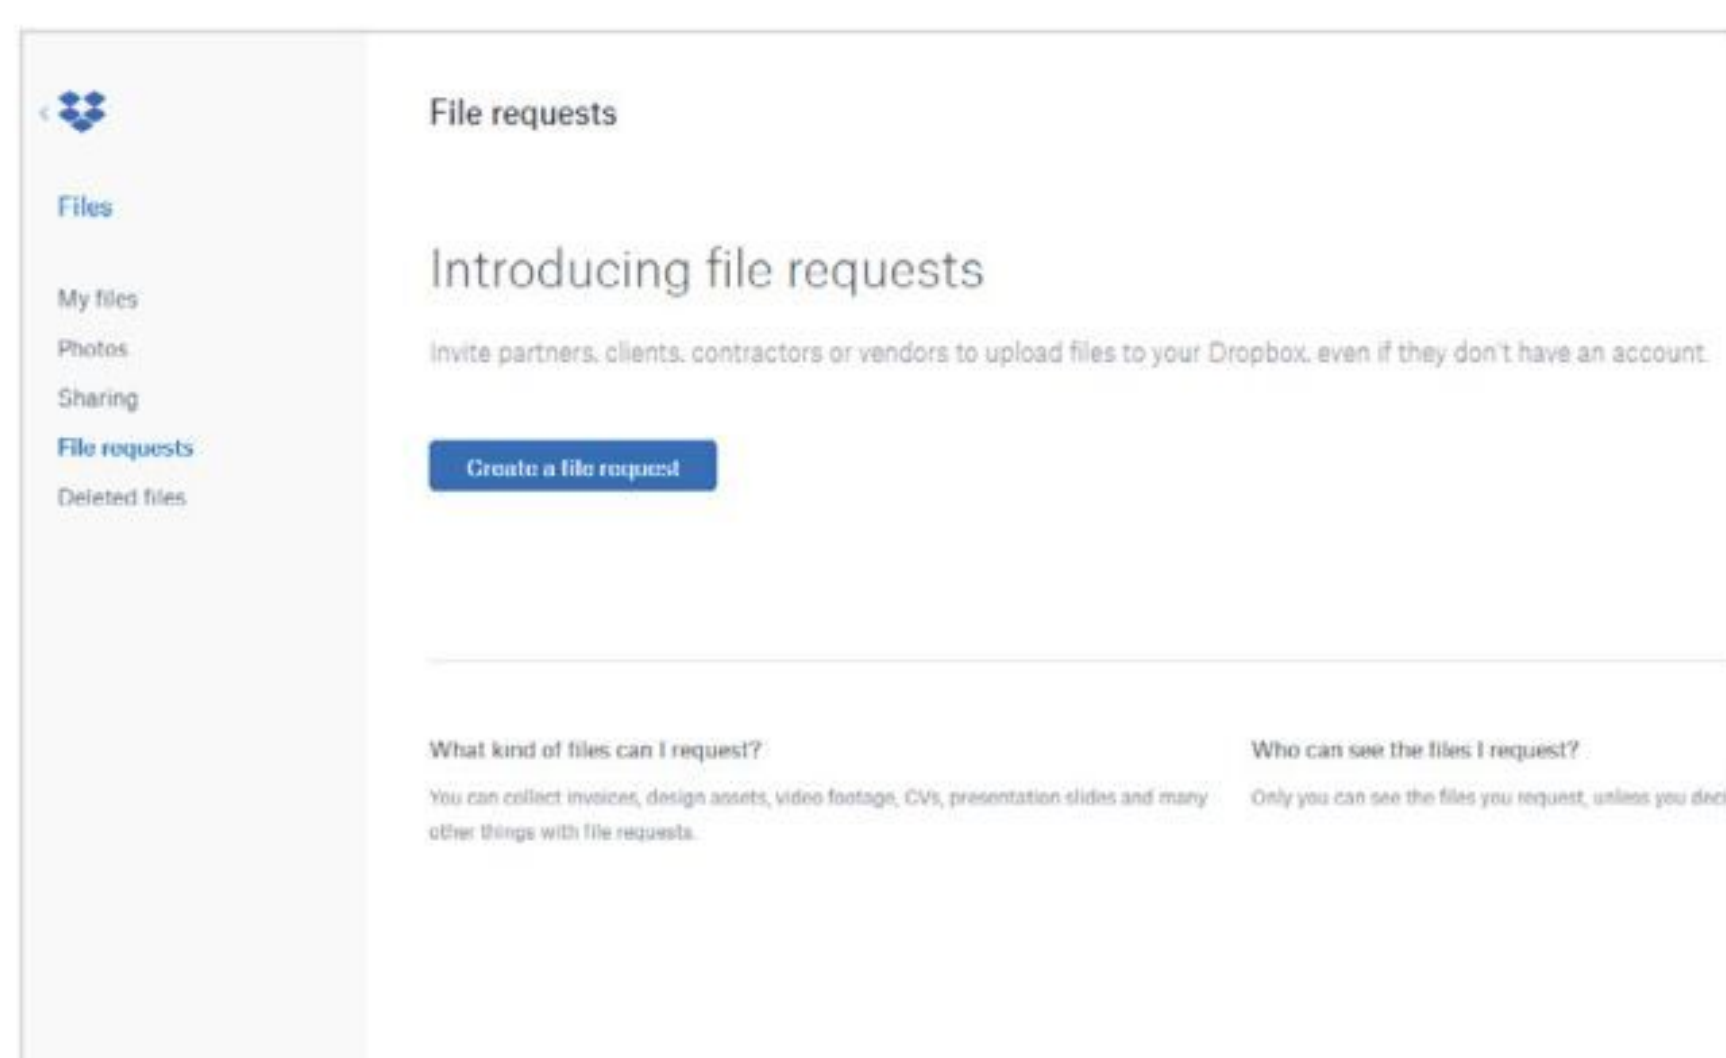 File requests
Files
My files
Photos
Sharing
File requests
Deleted files
Introducing file requests
Invite partners, clients, contractors or vendors to upload files to your Dropbox, even if they don't have an account.
Create a file request
What kind of files can I request?
You can collect invoices, design assets, video footage, CVs, presentation slides and many
other things with file requests.
Who can see the files I request?
Only you can see the files you request, unless you deci